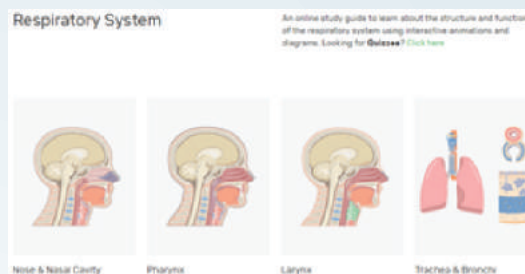 Respiratory System
An online study guide to learn about the structure and function
of the respiratory system using interactive animations and
diagrams. Looking for Quizzes? Click here
Nose & Nasal Cavity
Pharynx
Larynx
Trachea & Bronchi